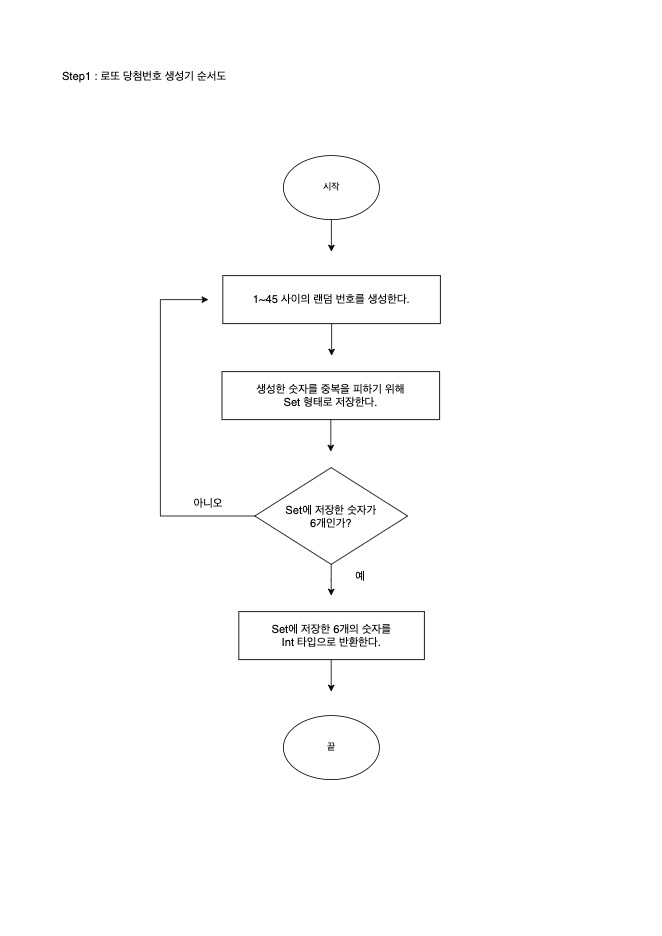 Step1 : 로또 당첨번호 생성기 순서도
시작
1~45 사이의 랜덤 번호를 생성한다.
생성한 숫자를 중복을 피하기 위해
Set 형태로 저장한다.
아니오
Set에 저장한 숫자가
6개인가?
예
Set에 저장한 6개의 숫자를
Int 타입으로 반환한다.
끝